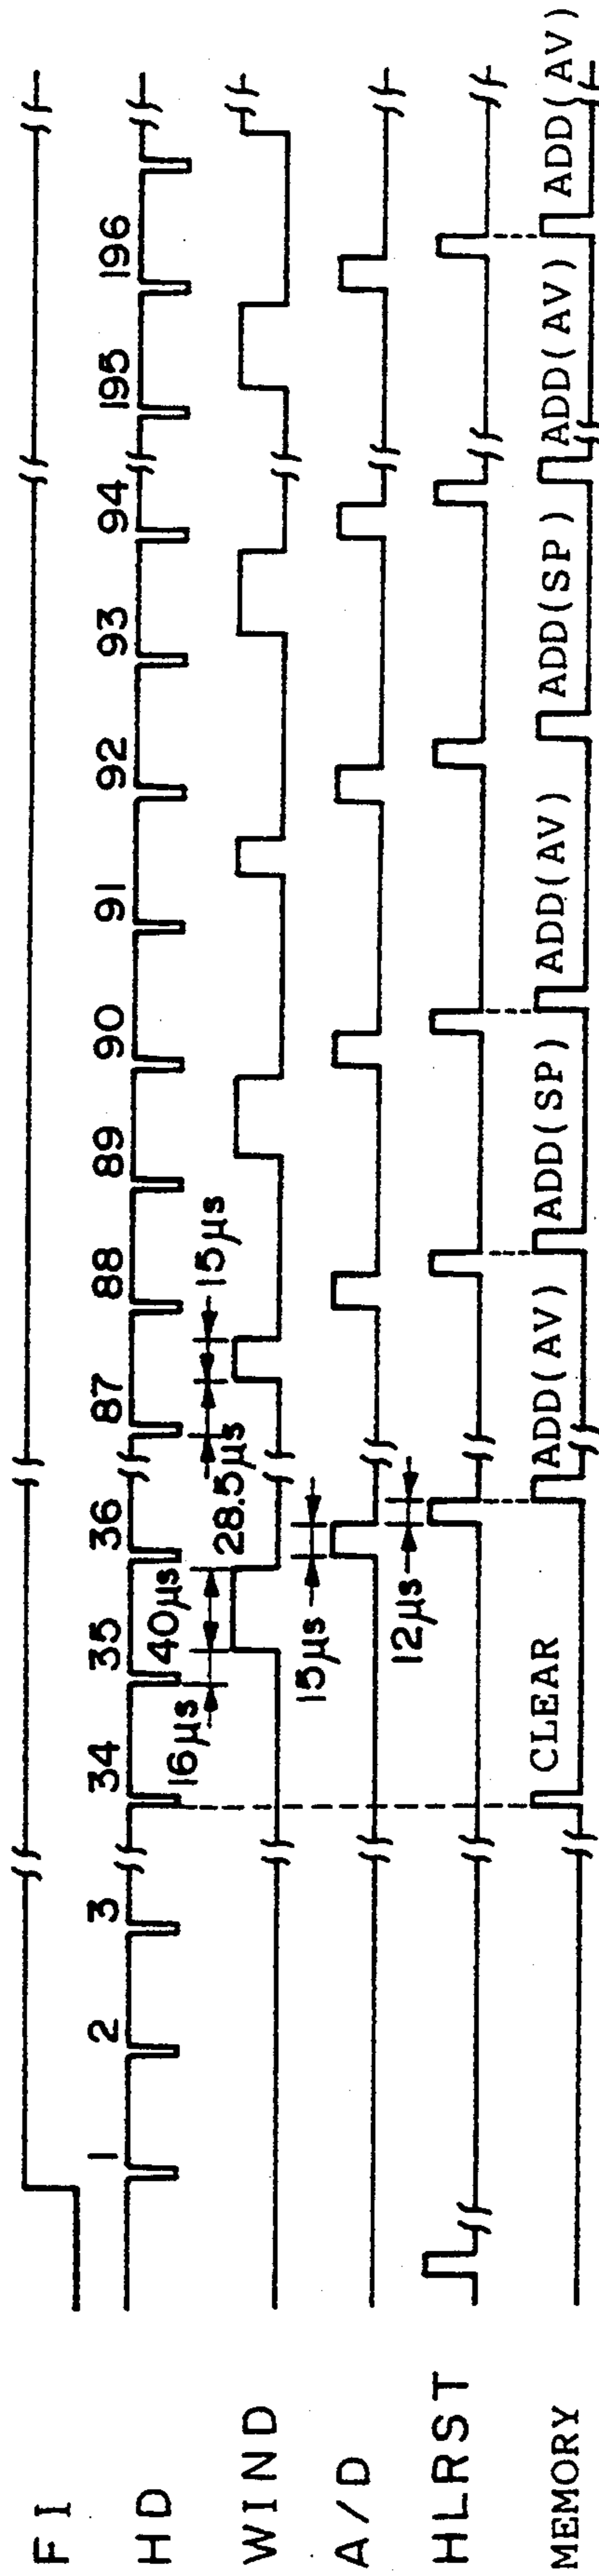 FI
HD
1 2 3 34 35 36 87 88 89 90 91 92 93 94 195 196
WIND
16μs 40μs 28.5μs 15μs
A/D
15μs
HLRST
12μs
MEMORY
CLEAR ADD(AV) ADD(SP) ADD(AV) ADD(SP) ADD(AV) ADD(AV)